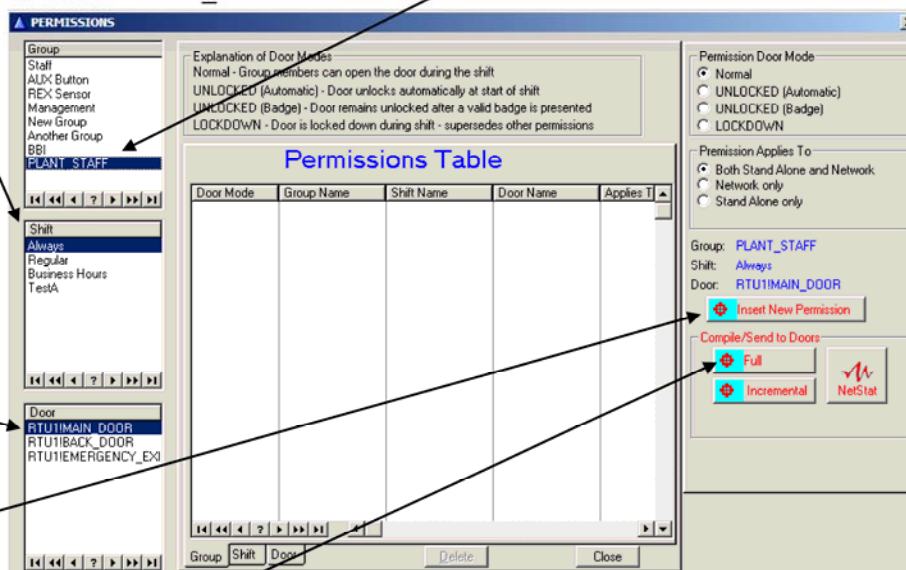 PERMISSIONS
Group
Staff
AUX Button
REX Sensor
Management
New Group
Another Group
BBI
PLANT_STAFF
Shift
Always
Regular
Business Hours
TestA
Door
RTU1!MAIN_DOOR
RTU1!BACK_DOOR
RTU1!EMERGENCY_EXI
Explanation of Door Modes
Normal - Group members can open the door during the shift
UNLOCKED (Automatic) - Door unlocks automatically at start of shift
UNLOCKED (Badge) - Door remains unlocked after a valid badge is presented
LOCKDOWN - Door is locked down during shift - supersedes other permissions
Permissions Table
Door Mode Group Name Shift Name Door Name Applies T
Group Shift Door Delete Close
Permission Door Mode
Normal
UNLOCKED (Automatic)
UNLOCKED (Badge)
LOCKDOWN
Premission Applies To
Both Stand Alone and Network
Network only
Stand Alone only
Group: PLANT_STAFF
Shift: Always
Door: RTU1!MAIN_DOOR
Insert New Permission
Compile/Send to Doors
Full
Incremental
NetStat